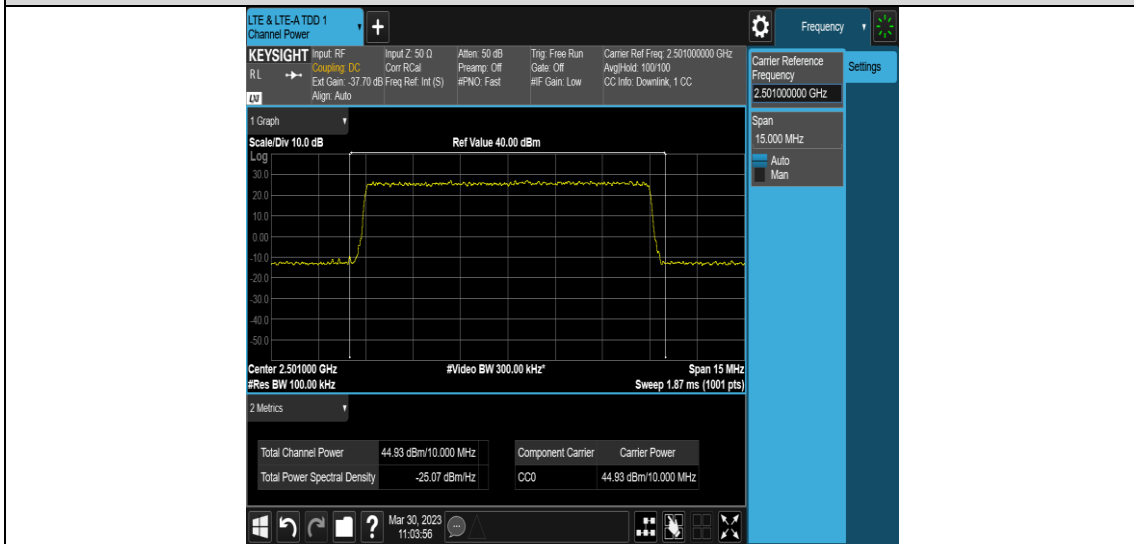 LTE & LTE-A TDD 1
Channel Power
+
Frequency
KEYSIGHT
RL
LXI
Input: RF
Coupling: DC
Ext Gain: -37.70 dB
Align: Auto
Input Z: 50 Ω
Corr RCal
Freq Ref: Int (S)
Atten: 50 dB
Preamp: Off
#PNO: Fast
Trig: Free Run
Gate: Off
#IF Gain: Low
Carrier Ref Freq: 2.501000000 GHz
Avg|Hold: 100/100
CC Info: Downlink, 1 CC
Carrier Reference
Frequency
2.501000000 GHz
Settings
Span
15.000 MHz
Auto
Man
1 Graph
Scale/Div 10.0 dB
Ref Value 40.00 dBm
Log
30.0
20.0
10.0
0.00
-10.0
-20.0
-30.0
-40.0
-50.0
Center 2.501000 GHz
#Video BW 300.00 kHz*
Span 15 MHz
#Res BW 100.00 kHz
Sweep 1.87 ms (1001 pts)
2 Metrics
Total Channel Power 44.93 dBm/10.000 MHz
Total Power Spectral Density -25.07 dBm/Hz
Component Carrier Carrier Power
CC0 44.93 dBm/10.000 MHz
?
Mar 30, 2023
11:03:56